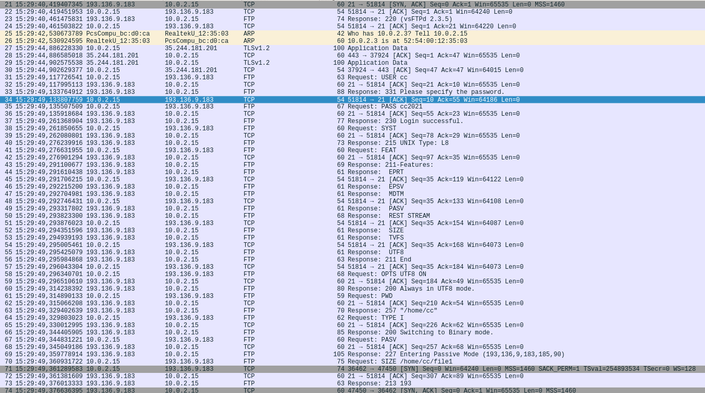 21 15:29:40,419407345 193.136.9.183 10.0.2.15 TCP 60 21 → 51814 [SYN, ACK] Seq=0 Ack=1 Win=65535 Len=0 MSS=1460
22 15:29:40,419451953 10.0.2.15 193.136.9.183 TCP 54 51814 → 21 [ACK] Seq=1 Ack=1 Win=64240 Len=0
23 15:29:40,461475831 193.136.9.183 10.0.2.15 FTP 74 Response: 220 (vsFTPd 2.3.5)
24 15:29:40,461503822 10.0.2.15 193.136.9.183 TCP 54 51814 → 21 [ACK] Seq=1 Ack=21 Win=64220 Len=0
25 15:29:42,530673789 PcsCompu_bc:d0:ca RealtekU_12:35:03 ARP 42 Who has 10.0.2.3? Tell 10.0.2.15
26 15:29:42,530924595 RealtekU_12:35:03 PcsCompu_bc:d0:ca ARP 60 10.0.2.3 is at 52:54:00:12:35:03
27 15:29:44,886228330 10.0.2.15 35.244.181.201 TLSv1.2 100 Application Data
28 15:29:44,886585018 35.244.181.201 10.0.2.15 TCP 60 443 → 37924 [ACK] Seq=1 Ack=47 Win=65535 Len=0
29 15:29:44,902575538 35.244.181.201 10.0.2.15 TLSv1.2 100 Application Data
30 15:29:44,902629377 10.0.2.15 35.244.181.201 TCP 54 37924 → 443 [ACK] Seq=47 Ack=47 Win=64015 Len=0
31 15:29:49,117726541 10.0.2.15 193.136.9.183 FTP 63 Request: USER cc
32 15:29:49,117995113 193.136.9.183 10.0.2.15 TCP 60 21 → 51814 [ACK] Seq=21 Ack=10 Win=65535 Len=0
33 15:29:49,133764912 193.136.9.183 10.0.2.15 FTP 88 Response: 331 Please specify the password.
34 15:29:49,133807759 10.0.2.15 193.136.9.183 TCP 54 51814 → 21 [ACK] Seq=10 Ack=55 Win=64186 Len=0
35 15:29:49,135507509 10.0.2.15 193.136.9.183 FTP 67 Request: PASS cc2021
36 15:29:49,135918684 193.136.9.183 10.0.2.15 TCP 60 21 → 51814 [ACK] Seq=55 Ack=23 Win=65535 Len=0
37 15:29:49,261368904 193.136.9.183 10.0.2.15 FTP 77 Response: 230 Login successful.
38 15:29:49,261850655 10.0.2.15 193.136.9.183 FTP 60 Request: SYST
39 15:29:49,262080801 193.136.9.183 10.0.2.15 TCP 60 21 → 51814 [ACK] Seq=78 Ack=29 Win=65535 Len=0
40 15:29:49,276239916 193.136.9.183 10.0.2.15 FTP 73 Response: 215 UNIX Type: L8
41 15:29:49,276631955 10.0.2.15 193.136.9.183 FTP 60 Request: FEAT
42 15:29:49,276901294 193.136.9.183 10.0.2.15 TCP 60 21 → 51814 [ACK] Seq=97 Ack=35 Win=65535 Len=0
43 15:29:49,291100677 193.136.9.183 10.0.2.15 FTP 69 Response: 211-Features:
44 15:29:49,291610438 193.136.9.183 10.0.2.15 FTP 61 Response: EPRT
45 15:29:49,291706215 10.0.2.15 193.136.9.183 TCP 54 51814 → 21 [ACK] Seq=35 Ack=119 Win=64122 Len=0
46 15:29:49,292215200 193.136.9.183 10.0.2.15 FTP 61 Response: EPSV
47 15:29:49,292704981 193.136.9.183 10.0.2.15 FTP 61 Response: MDTM
48 15:29:49,292746431 10.0.2.15 193.136.9.183 TCP 54 51814 → 21 [ACK] Seq=35 Ack=133 Win=64108 Len=0
49 15:29:49,293317802 193.136.9.183 10.0.2.15 FTP 61 Response: PASV
50 15:29:49,293823300 193.136.9.183 10.0.2.15 FTP 68 Response: REST STREAM
51 15:29:49,293876023 10.0.2.15 193.136.9.183 TCP 54 51814 → 21 [ACK] Seq=35 Ack=154 Win=64087 Len=0
52 15:29:49,294351596 193.136.9.183 10.0.2.15 FTP 61 Response: SIZE
53 15:29:49,294939193 193.136.9.183 10.0.2.15 FTP 61 Response: TVFS
54 15:29:49,295005461 10.0.2.15 193.136.9.183 TCP 54 51814 → 21 [ACK] Seq=35 Ack=168 Win=64073 Len=0
55 15:29:49,295425079 193.136.9.183 10.0.2.15 FTP 61 Response: UTF8
56 15:29:49,295984868 193.136.9.183 10.0.2.15 FTP 63 Response: 211 End
57 15:29:49,296043304 10.0.2.15 193.136.9.183 TCP 54 51814 → 21 [ACK] Seq=35 Ack=184 Win=64073 Len=0
58 15:29:49,296340701 10.0.2.15 193.136.9.183 FTP 68 Request: OPTS UTF8 ON
59 15:29:49,296510610 193.136.9.183 10.0.2.15 TCP 60 21 → 51814 [ACK] Seq=184 Ack=49 Win=65535 Len=0
60 15:29:49,314238392 193.136.9.183 10.0.2.15 FTP 80 Response: 200 Always in UTF8 mode.
61 15:29:49,314890133 10.0.2.15 193.136.9.183 FTP 59 Request: PWD
62 15:29:49,315066208 193.136.9.183 10.0.2.15 TCP 60 21 → 51814 [ACK] Seq=210 Ack=54 Win=65535 Len=0
63 15:29:49,329402639 193.136.9.183 10.0.2.15 FTP 70 Response: 257 "/home/cc"
64 15:29:49,329803023 10.0.2.15 193.136.9.183 FTP 62 Request: TYPE I
65 15:29:49,330012995 193.136.9.183 10.0.2.15 TCP 60 21 → 51814 [ACK] Seq=226 Ack=62 Win=65535 Len=0
66 15:29:49,344405905 193.136.9.183 10.0.2.15 FTP 85 Response: 200 Switching to Binary mode.
67 15:29:49,344831221 10.0.2.15 193.136.9.183 FTP 60 Request: PASV
68 15:29:49,345049186 193.136.9.183 10.0.2.15 TCP 60 21 → 51814 [ACK] Seq=257 Ack=68 Win=65535 Len=0
69 15:29:49,359778914 193.136.9.183 10.0.2.15 FTP 105 Response: 227 Entering Passive Mode (193,136,9,183,185,90)
70 15:29:49,360931722 10.0.2.15 193.136.9.183 FTP 75 Request: SIZE /home/cc/file1
71 15:29:49,361289583 10.0.2.15 193.136.9.183 TCP 74 36462 → 47450 [SYN] Seq=0 Win=64240 Len=0 MSS=1460 SACK_PERM=1 TSval=254893534 TSecr=0 WS=128
72 15:29:49,361381609 193.136.9.183 10.0.2.15 TCP 60 21 → 51814 [ACK] Seq=307 Ack=89 Win=65535 Len=0
73 15:29:49,376013333 193.136.9.183 10.0.2.15 FTP 63 Response: 213 193
74 15:29:49,376636395 193.136.9.183 10.0.2.15 TCP 60 47450 → 36462 [SYN, ACK] Seq=0 Ack=1 Win=65535 Len=0 MSS=1460